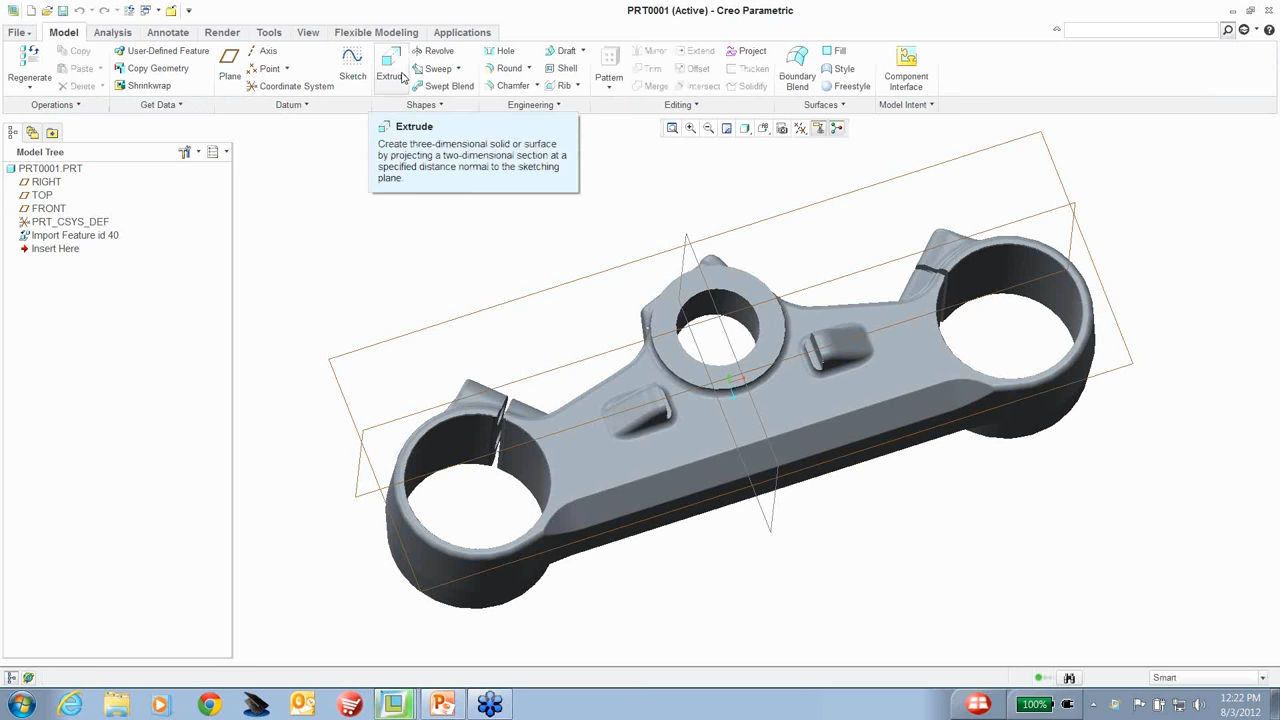 PRT0001 (Active) - Creo Parametric
File Model Analysis Annotate Render Tools View Flexible Modeling Applications
Regenerate
Copy
Paste
Delete
User-Defined Feature
Copy Geometry
Shrinkwrap
Plane
Axis
Point
Coordinate System
Sketch
Extrude
Revolve
Sweep
Swept Blend
Hole
Round
Chamfer
Draft
Shell
Rib
Pattern
Mirror
Trim
Merge
Extend
Offset
Intersect
Project
Thicken
Solidify
Boundary
Blend
Fill
Style
Freestyle
Component
Interface
Operations Get Data Datum Shapes Engineering Editing Surfaces Model Intent
Extrude
Create three-dimensional solid or surface
by projecting a two-dimensional section at a
specified distance normal to the sketching
plane.
Model Tree
PRT0001.PRT
RIGHT
TOP
FRONT
PRT_CSYS_DEF
Import Feature id 40
Insert Here
Smart
100%
12:22 PM
8/3/2012